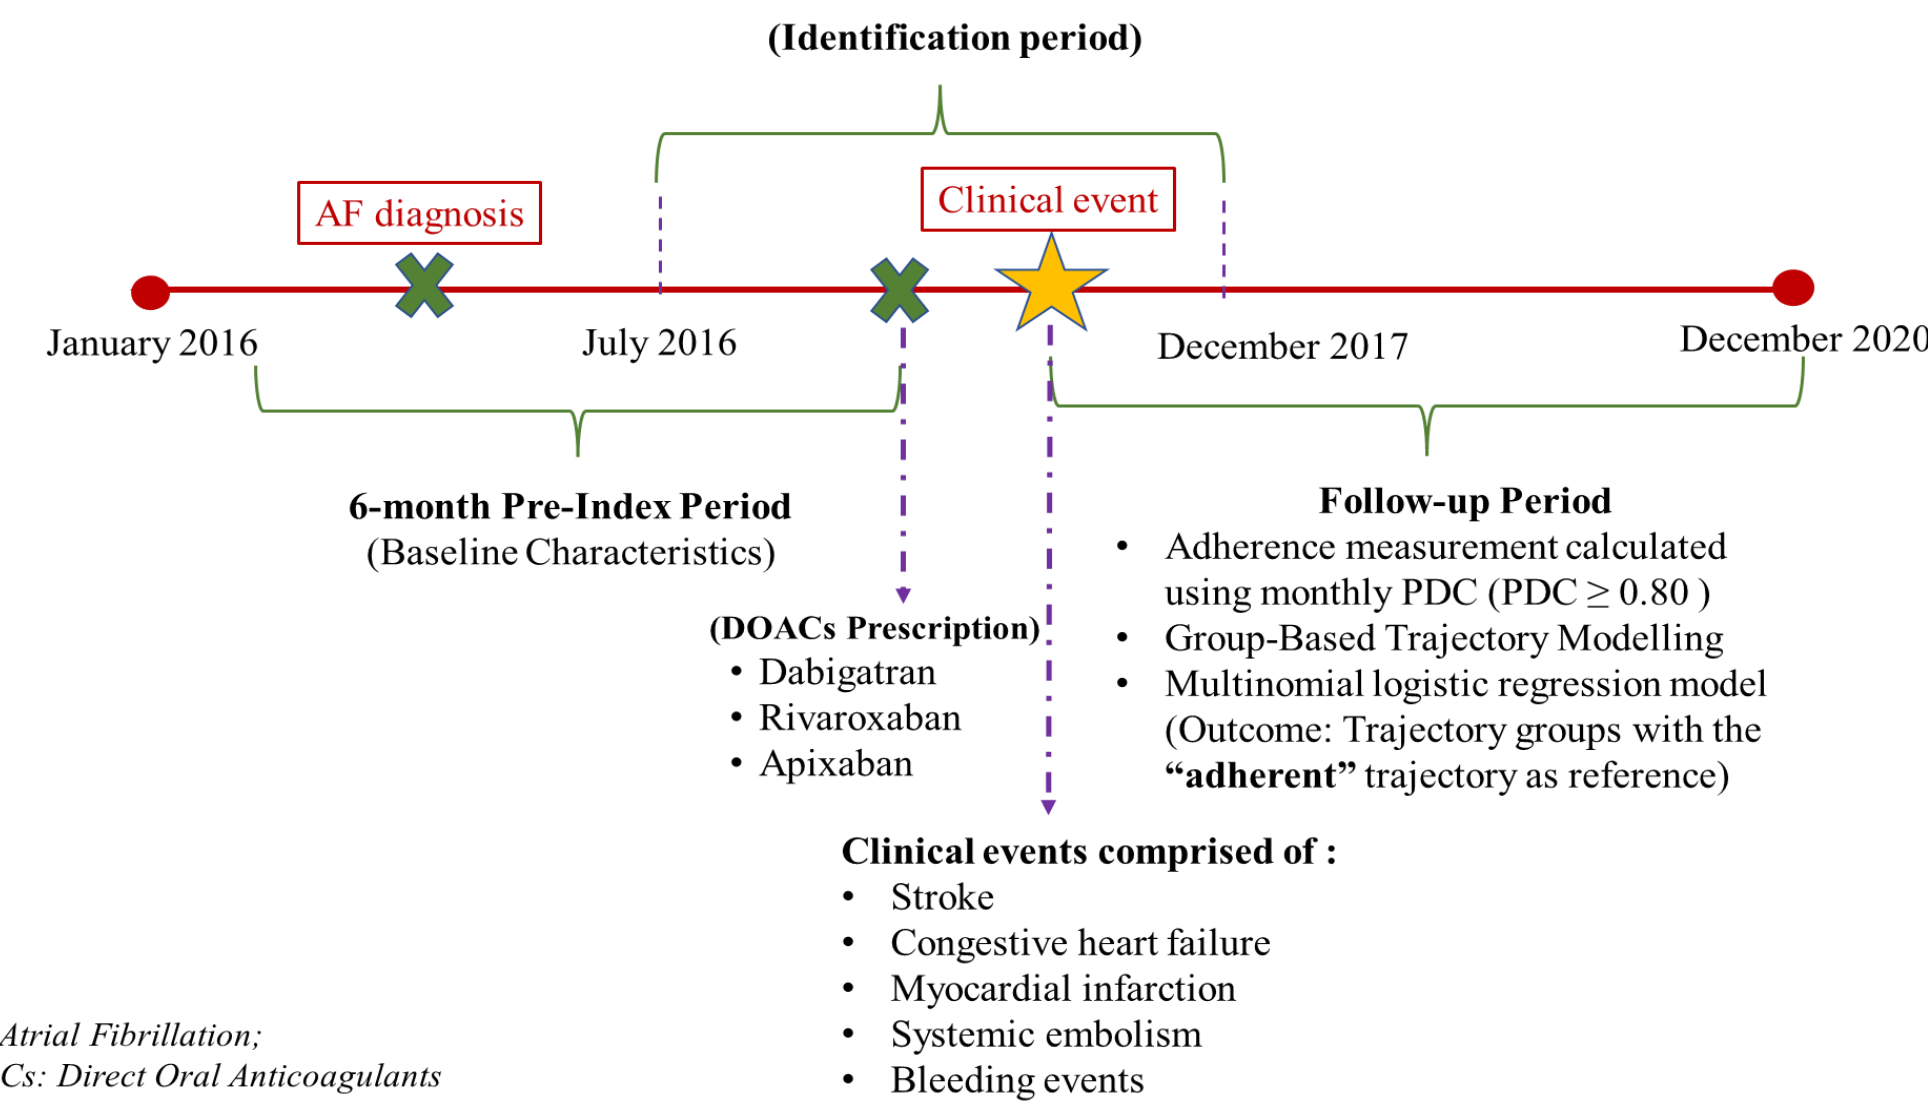 (Identification period)
AF diagnosis
Clinical event
January 2016
July 2016
December 2017
December 2020
6-month Pre-Index Period
(Baseline Characteristics)
(DOACs Prescription)
• Dabigatran
• Rivaroxaban
• Apixaban
Follow-up Period
• Adherence measurement calculated
using monthly PDC (PDC ≥ 0.80 )
• Group-Based Trajectory Modelling
• Multinomial logistic regression model
(Outcome: Trajectory groups with the
“adherent” trajectory as reference)
Clinical events comprised of :
• Stroke
• Congestive heart failure
• Myocardial infarction
• Systemic embolism
• Bleeding events
Atrial Fibrillation;
Cs: Direct Oral Anticoagulants